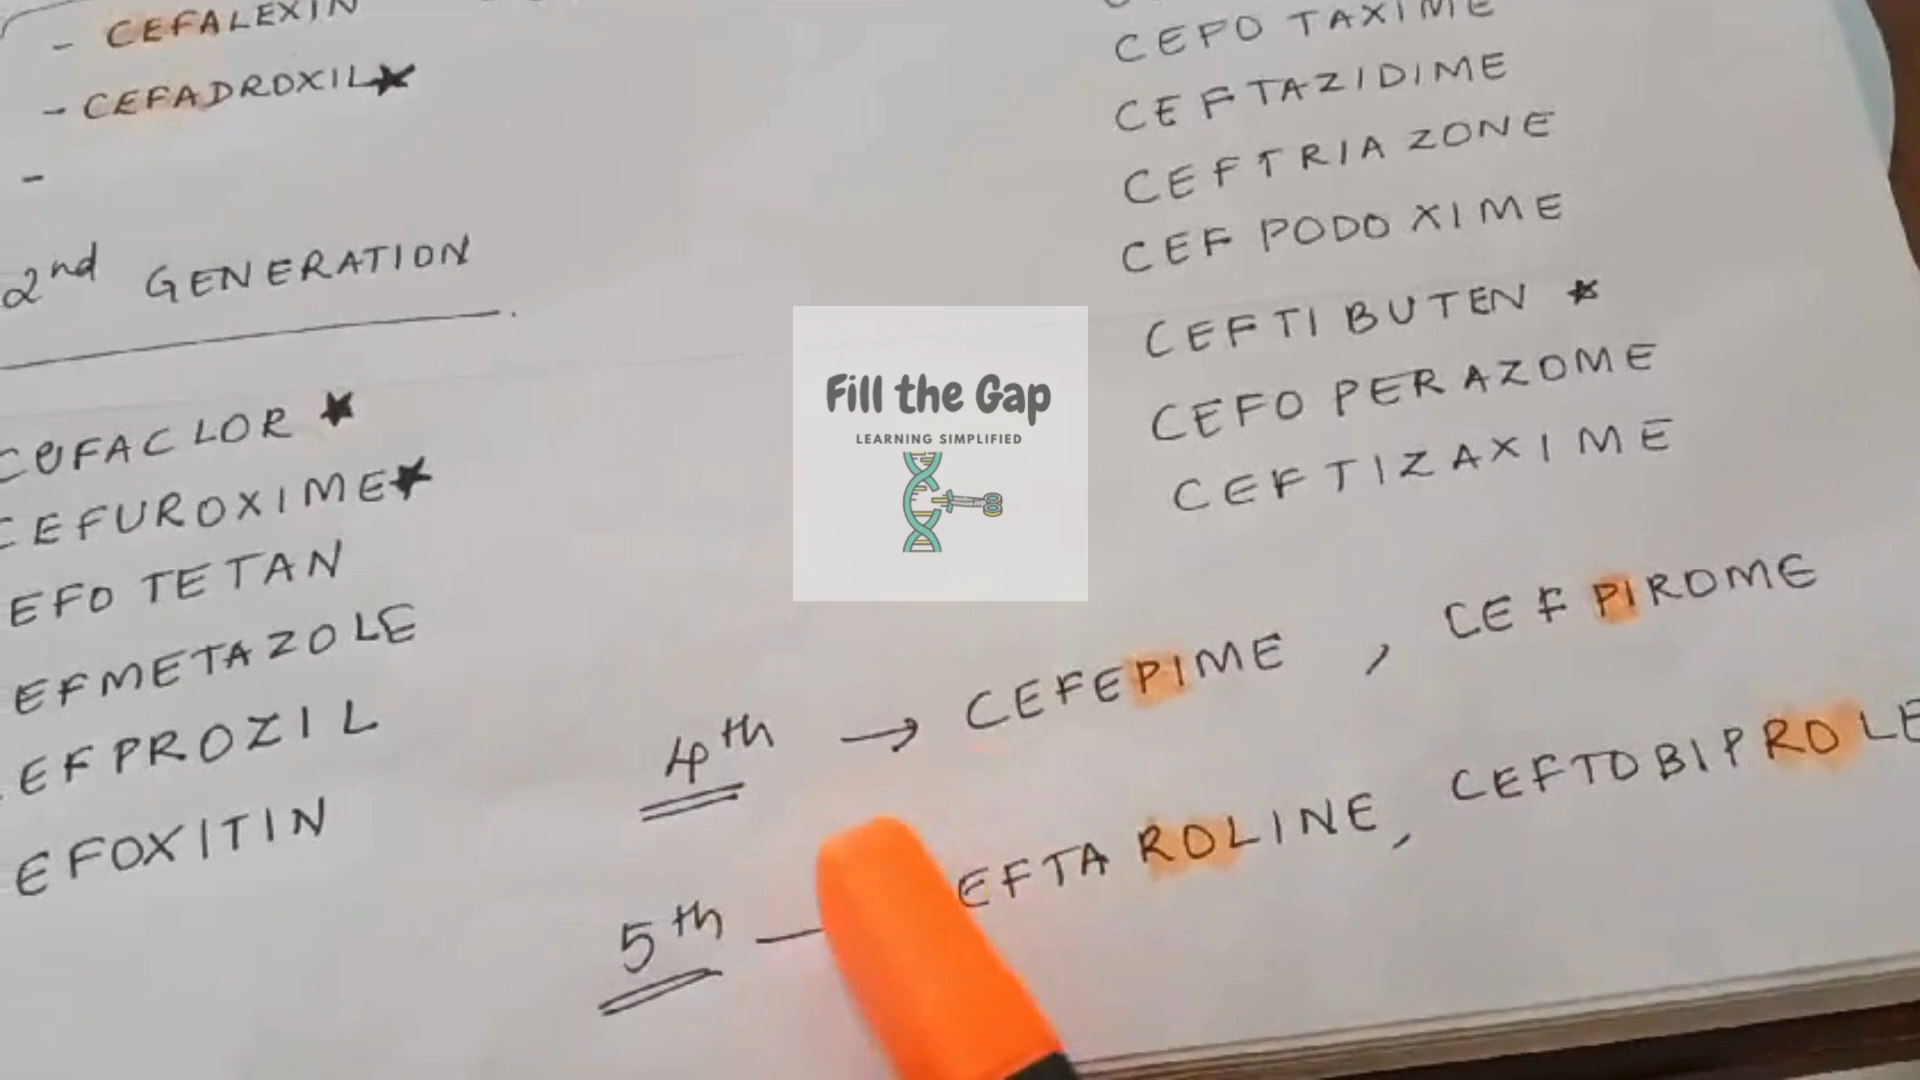 - CEFALEXIN
- CEFADROXIL★
-
2nd GENERATION
CEFACLOR ★
CEFUROXIME★
EFO TETAN
EFMETAZOLE
EFPROZIL
EFOXITIN
CEFO TAXIME
CEFTAZIDIME
CEFTRIA ZONE
CEF PODO XIME
CEFTI BUTEN ★
CEFO PERAZOME
CEFTIZAXIME
4th → CEFEPIME , CEF PIROME
5th — EFTA ROLINE, CEFTOBIPROLE
Fill the Gap
LEARNING SIMPLIFIED